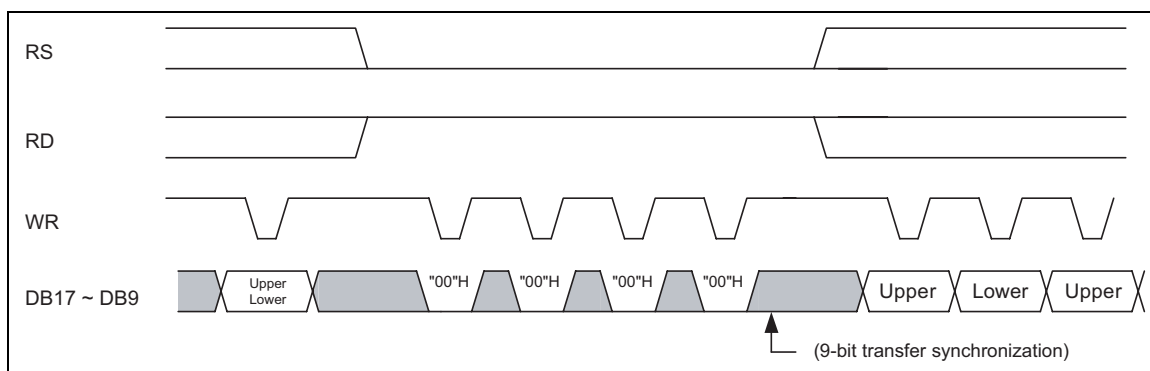 RS
RD
WR
DB17 ~ DB9
Upper
Lower
"00"H
"00"H
"00"H
"00"H
Upper
Lower
Upper
(9-bit transfer synchronization)